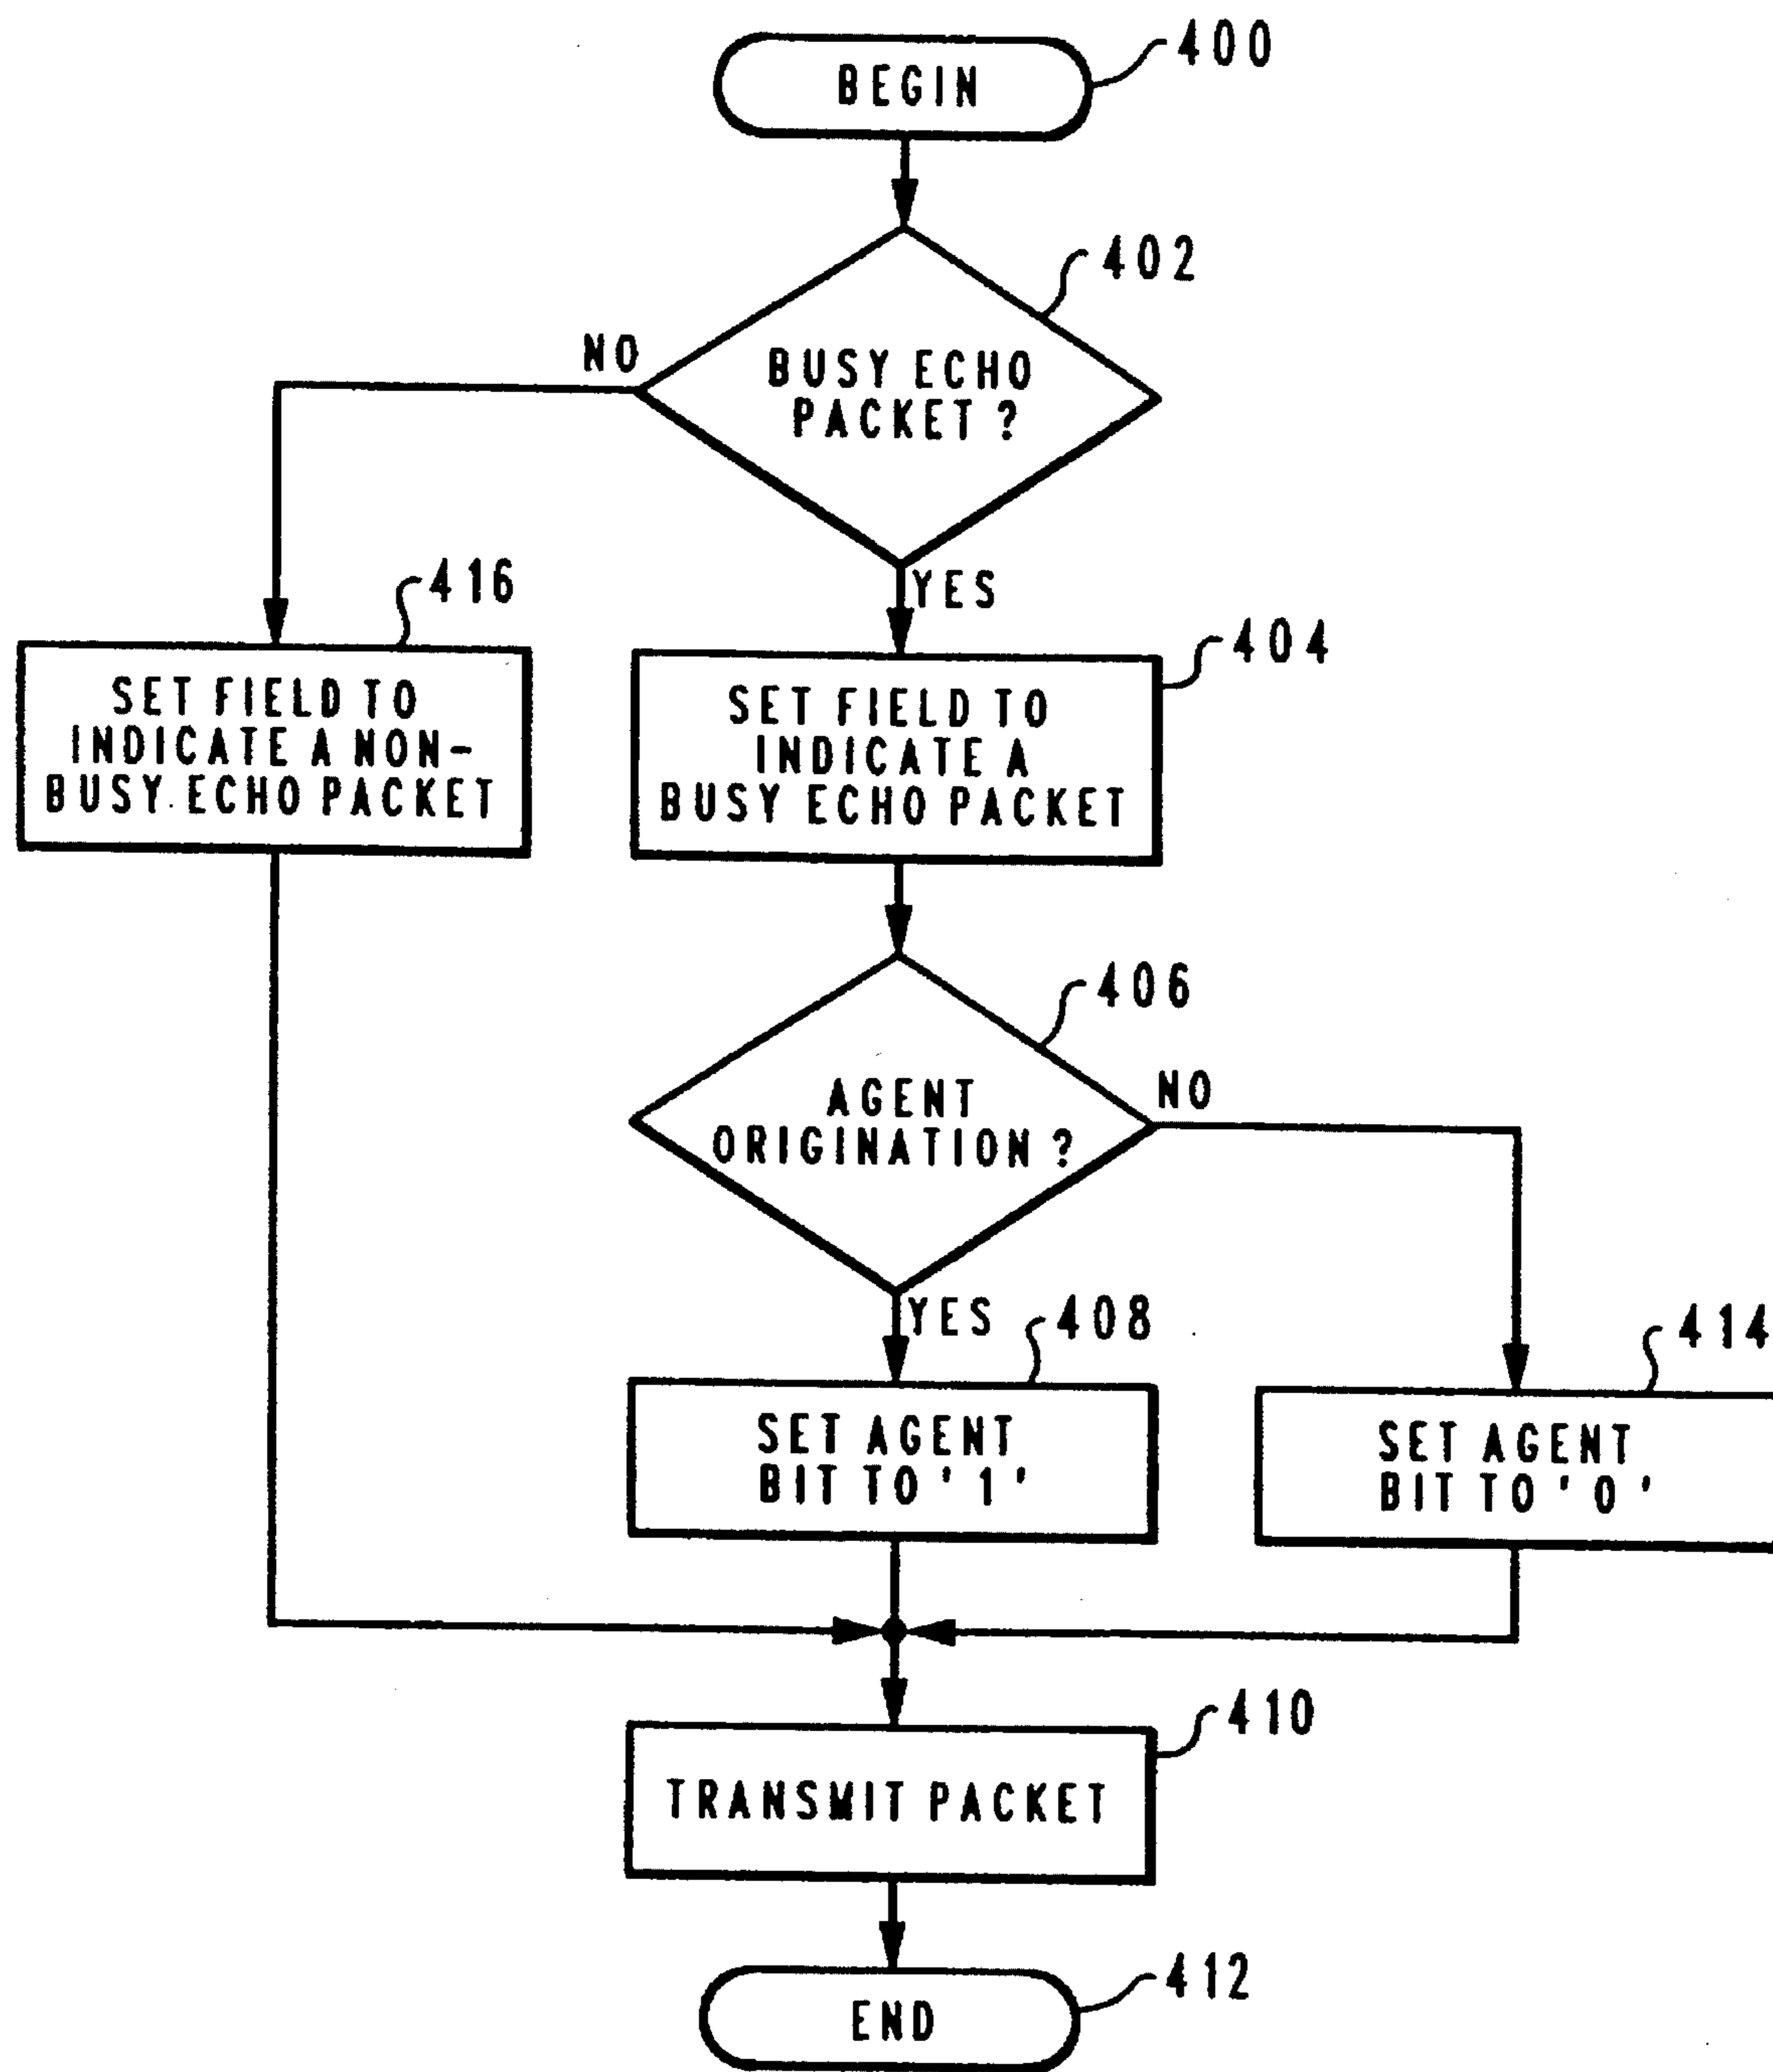 400
BEGIN
402
NO
BUSY ECHO
PACKET ?
YES
416
404
SET FIELD TO
INDICATE A NON-
BUSY ECHO PACKET
SET FIELD TO
INDICATE A
BUSY ECHO PACKET
406
NO
AGENT
ORIGINATION ?
YES
408
414
SET AGENT
BIT TO '1'
SET AGENT
BIT TO '0'
410
TRANSMIT PACKET
412
END